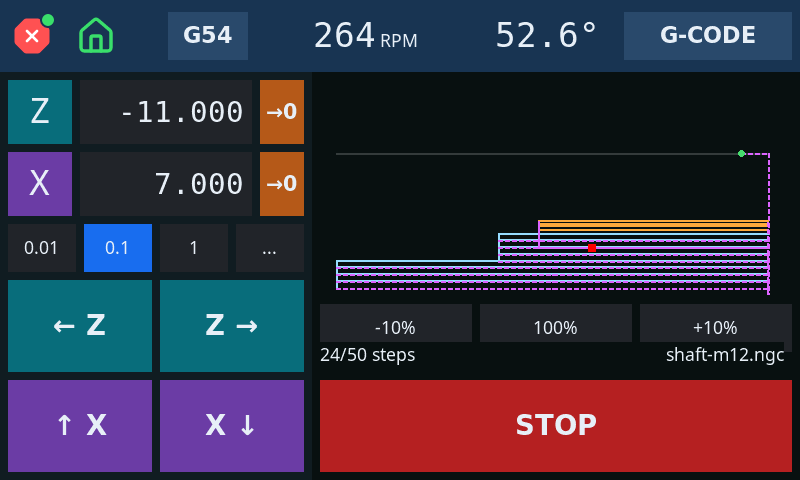 G54 264 RPM 52.6° G-CODE
Z -11.000 →0
X 7.000 →0
0.01 0.1 1 ...
← Z Z →
↑ X X ↓
-10% 100% +10%
24/50 steps shaft-m12.ngc
STOP